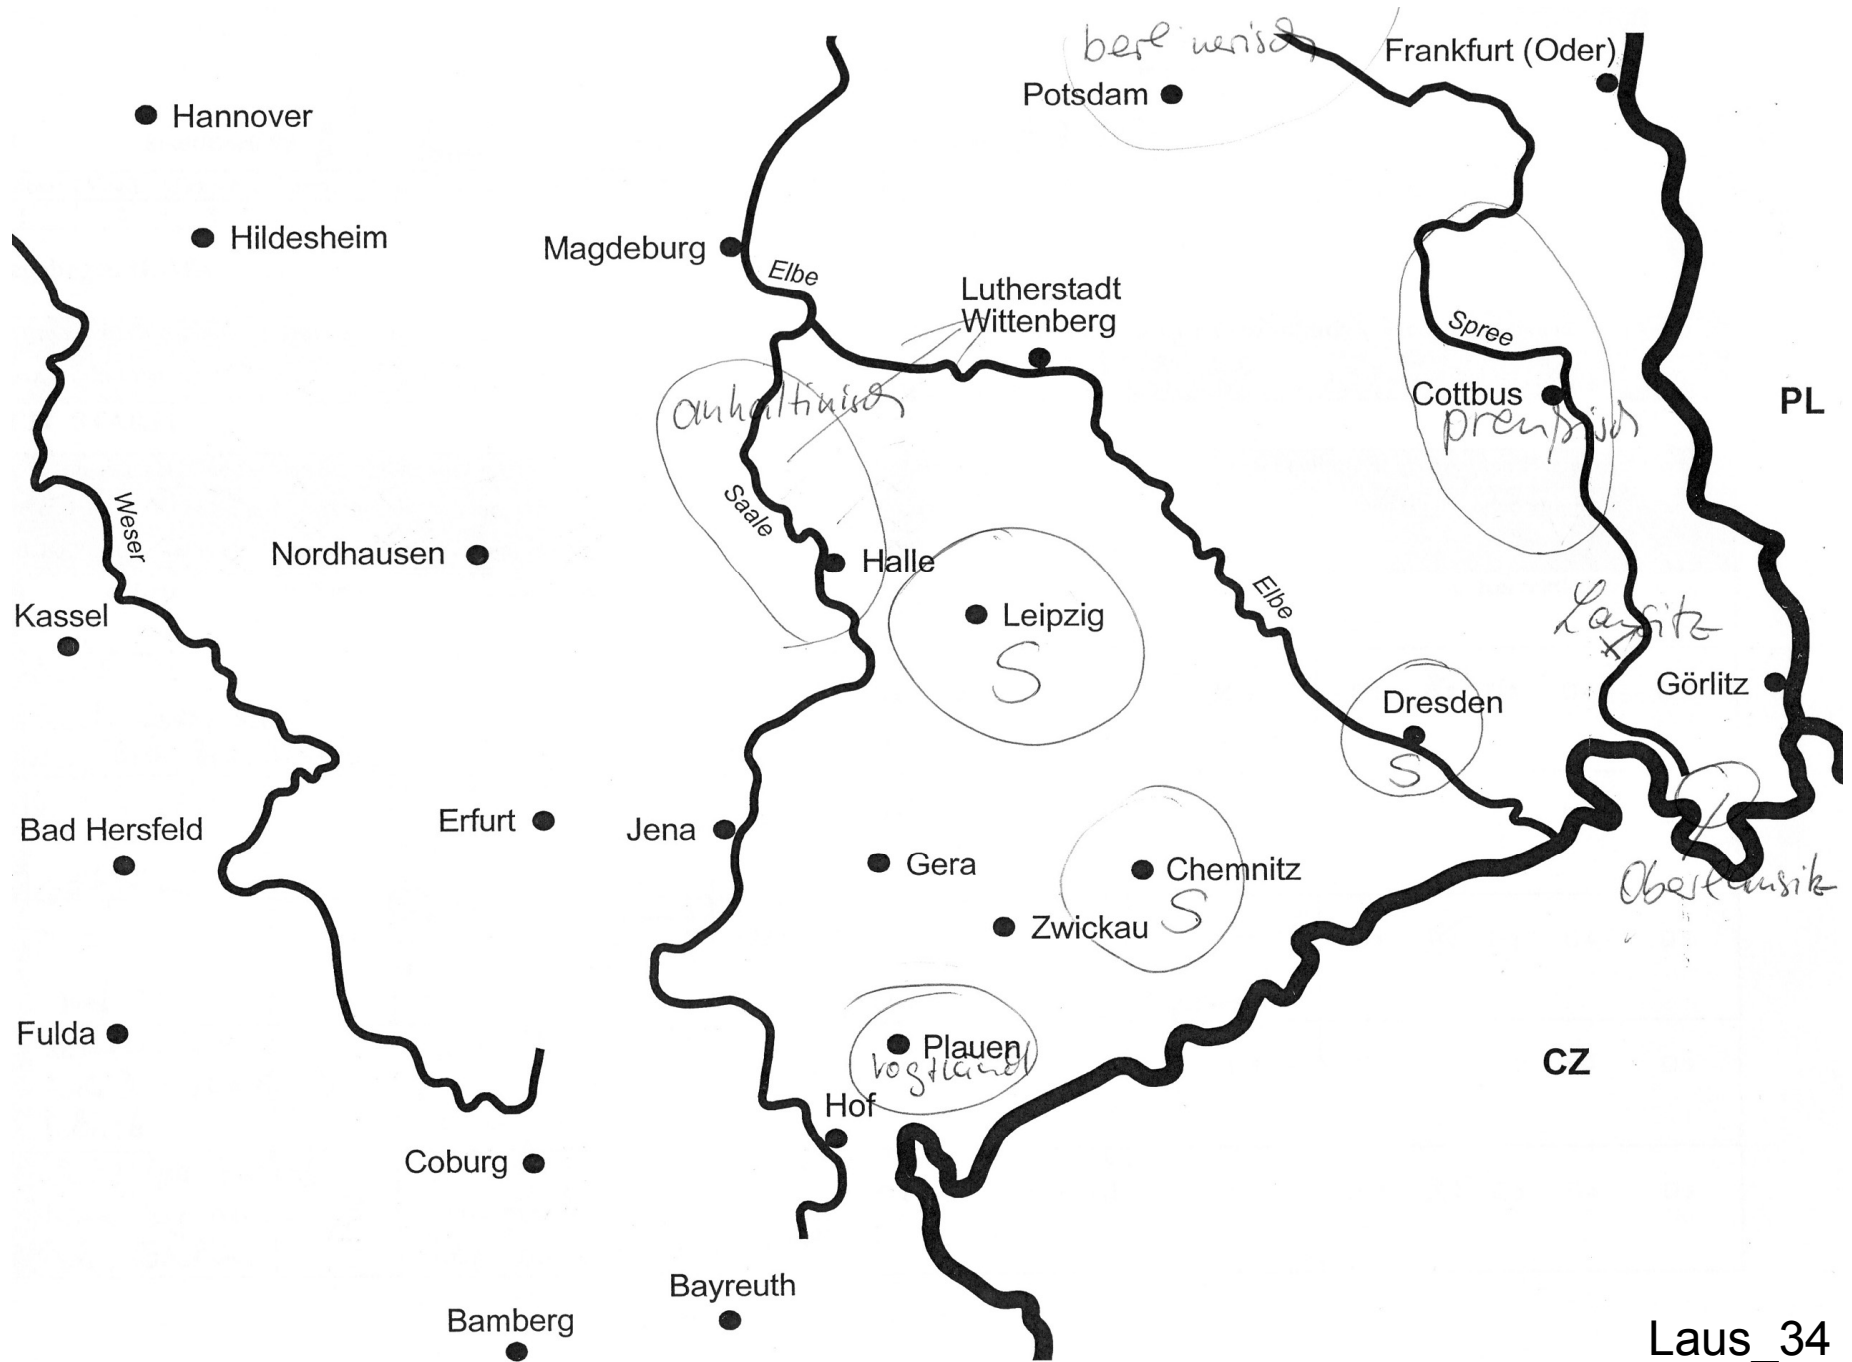 berlinerisch
Frankfurt (Oder)
Potsdam
Hannover
Hildesheim
Magdeburg
Elbe
Lutherstadt
Wittenberg
Spree
Cottbus
preußisch
PL
anhaltinisch
Saale
Weser
Nordhausen
Halle
Leipzig
S
Elbe
Kassel
Lausitz
Görlitz
Dresden
S
Bad Hersfeld
Erfurt
Jena
Gera
Chemnitz
S
Zwickau
Oberlausitz
Fulda
Plauen
Vogtländ
CZ
Hof
Coburg
Bayreuth
Bamberg
Laus_34